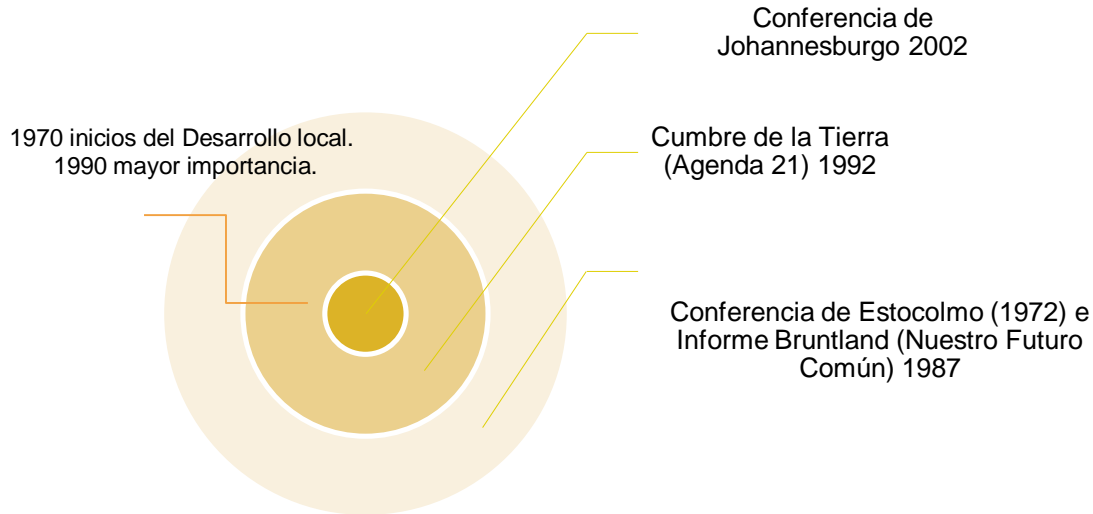 Conferencia de
Johannesburgo 2002
1970 inicios del Desarrollo local.
1990 mayor importancia.
Cumbre de la Tierra
(Agenda 21) 1992
Conferencia de Estocolmo (1972) e
Informe Bruntland (Nuestro Futuro
Común) 1987